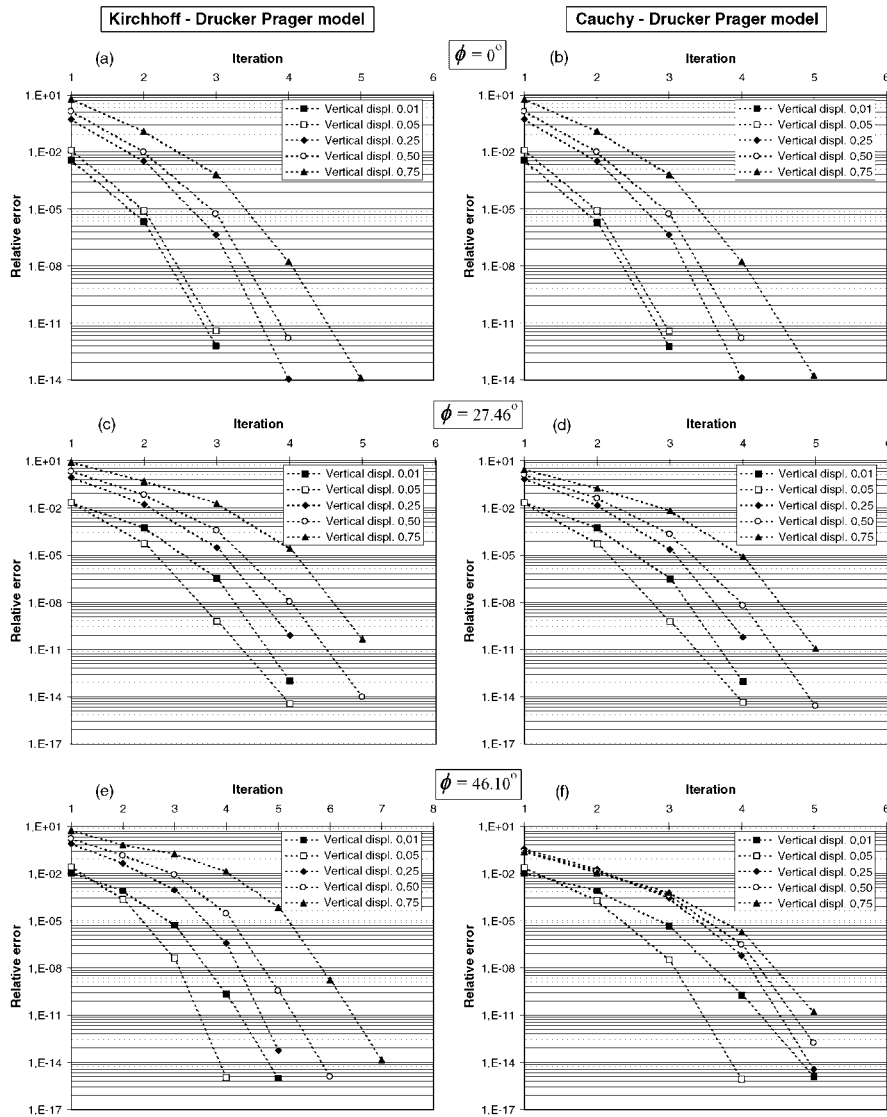 Kirchhoff - Drucker Prager model
Cauchy - Drucker Prager model
(a)
Iteration
ϕ = 0°
(b)
Iteration
1 2 3 4 5 6
1 2 3 4 5 6
Relative error
1.E+01
1.E-02
1.E-05
1.E-08
1.E-11
1.E-14
Vertical displ. 0,01
Vertical displ. 0,05
Vertical displ. 0,25
Vertical displ. 0,50
Vertical displ. 0,75
Relative error
1.E+01
1.E-02
1.E-05
1.E-08
1.E-11
1.E-14
Vertical displ. 0,01
Vertical displ. 0,05
Vertical displ. 0,25
Vertical displ. 0,50
Vertical displ. 0,75
(c)
Iteration
ϕ = 27.46°
(d)
Iteration
1 2 3 4 5 6
1 2 3 4 5 6
Relative error
1.E+01
1.E-02
1.E-05
1.E-08
1.E-11
1.E-14
1.E-17
Vertical displ. 0,01
Vertical displ. 0,05
Vertical displ. 0,25
Vertical displ. 0,50
Vertical displ. 0,75
Relative error
1.E+01
1.E-02
1.E-05
1.E-08
1.E-11
1.E-14
1.E-17
Vertical displ. 0,01
Vertical displ. 0,05
Vertical displ. 0,25
Vertical displ. 0,50
Vertical displ. 0,75
(e)
Iteration
ϕ = 46.10°
(f)
Iteration
1 2 3 4 5 6 7 8
1 2 3 4 5 6
Relative error
1.E+01
1.E-02
1.E-05
1.E-08
1.E-11
1.E-14
1.E-17
Vertical displ. 0,01
Vertical displ. 0,05
Vertical displ. 0,25
Vertical displ. 0,50
Vertical displ. 0,75
Relative error
1.E+01
1.E-02
1.E-05
1.E-08
1.E-11
1.E-14
1.E-17
Vertical displ. 0,01
Vertical displ. 0,05
Vertical displ. 0,25
Vertical displ. 0,50
Vertical displ. 0,75